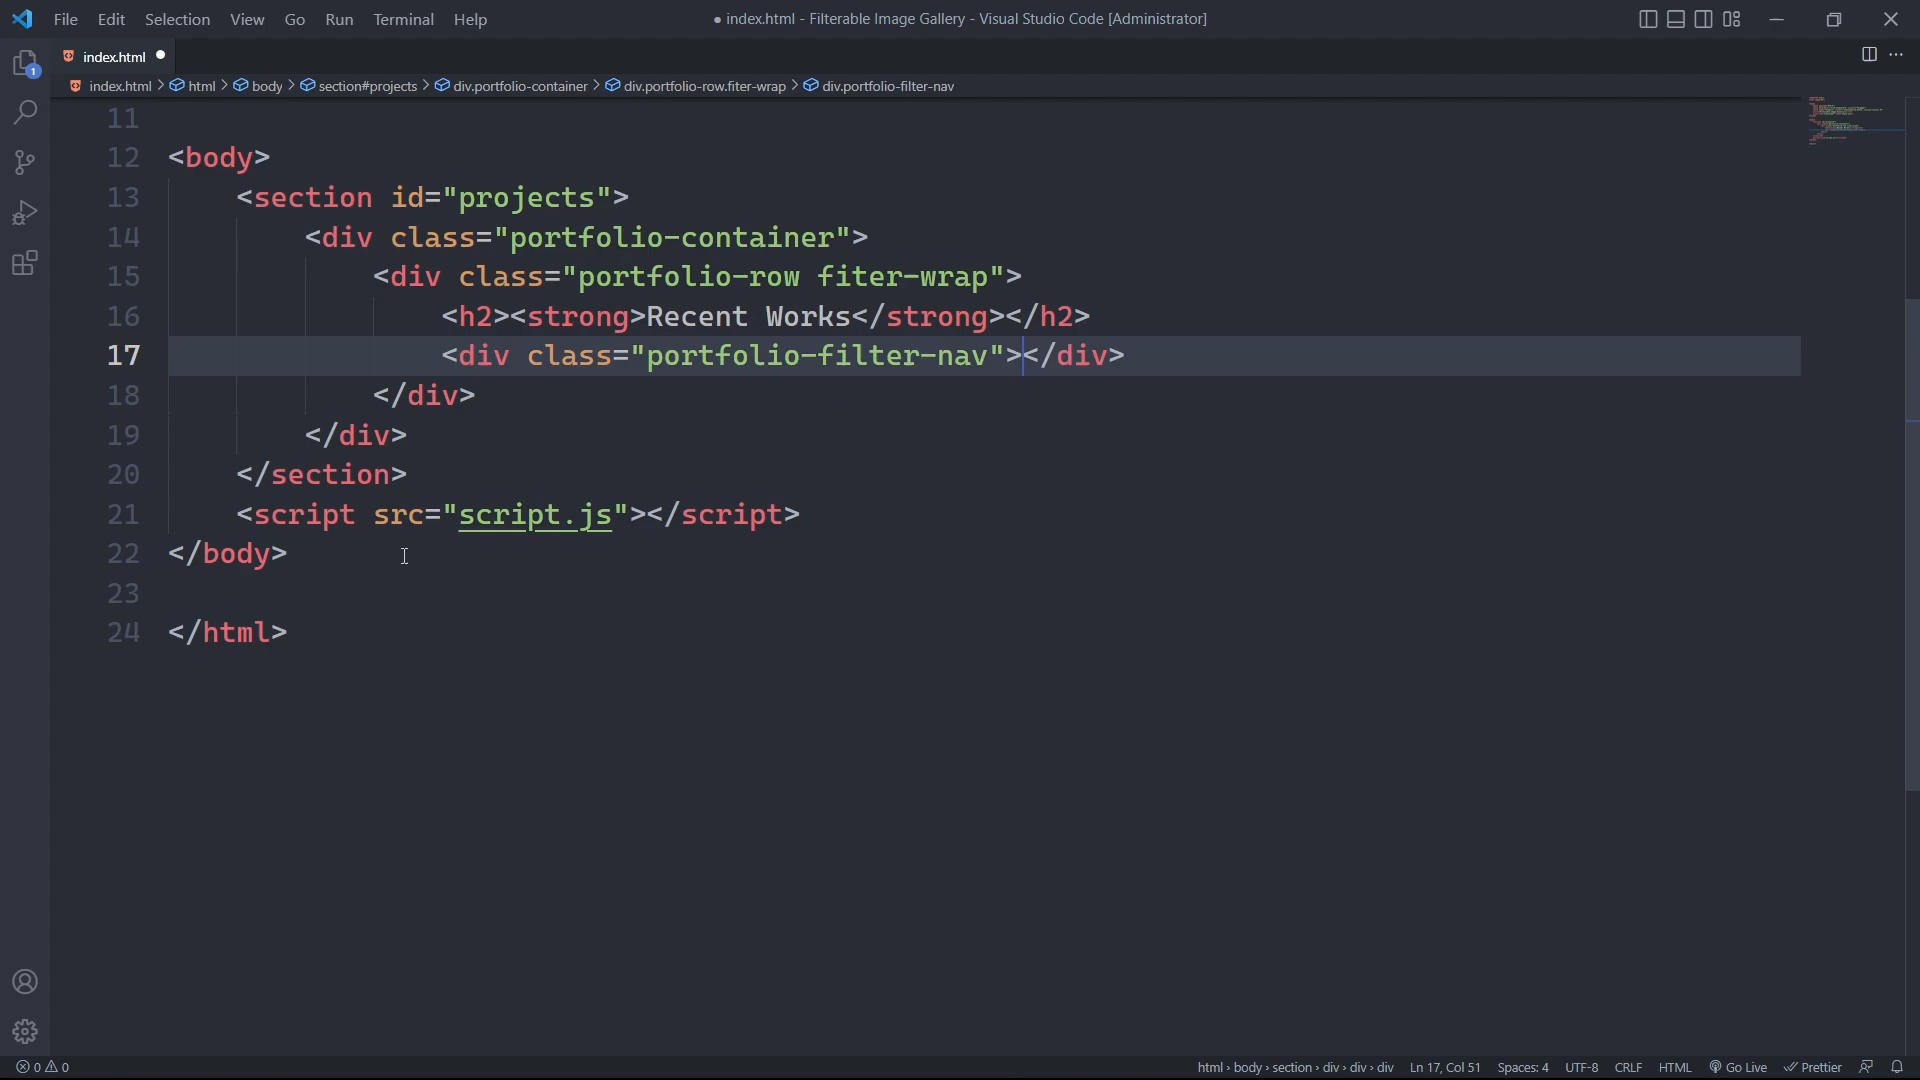 File Edit Selection View Go Run Terminal Help
● index.html - Filterable Image Gallery - Visual Studio Code [Administrator]
1
index.html ●
index.html > html > body > section#projects > div.portfolio-container > div.portfolio-row.fiter-wrap > div.portfolio-filter-nav
11
12 <body>
13 <section id="projects">
14 <div class="portfolio-container">
15 <div class="portfolio-row fiter-wrap">
16 <h2><strong>Recent Works</strong></h2>
17 <div class="portfolio-filter-nav"></div>
18 </div>
19 </div>
20 </section>
21 <script src="script.js"></script>
22 </body>
23
24 </html>
0 0
html › body › section › div › div › div Ln 17, Col 51 Spaces: 4 UTF-8 CRLF HTML Go Live Prettier